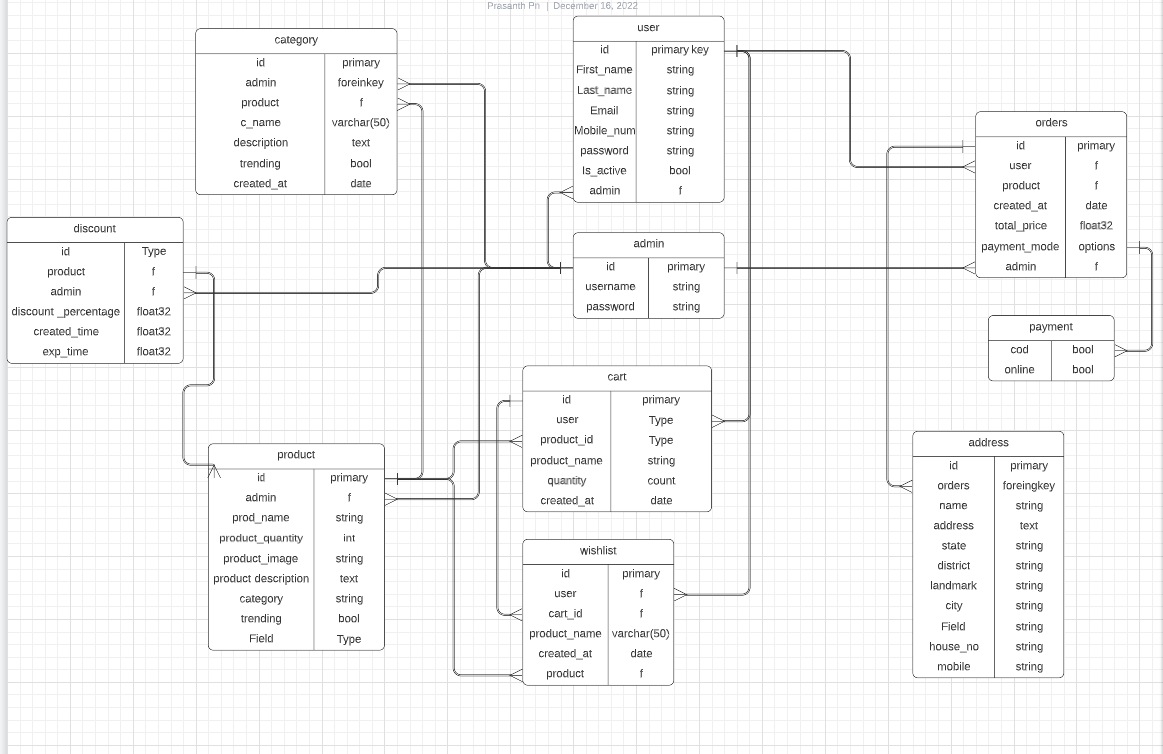 Prasanth Pn | December 16, 2022
category
id primary
admin foreinkey
product f
c_name varchar(50)
description text
trending bool
created_at date
user
id primary key
First_name string
Last_name string
Email string
Mobile_num string
password string
Is_active bool
admin f
orders
id primary
user f
product f
created_at date
total_price float32
payment_mode options
admin f
discount
id Type
product f
admin f
discount _percentage float32
created_time float32
exp_time float32
admin
id primary
username string
password string
payment
cod bool
online bool
cart
id primary
user Type
product_id Type
product_name string
quantity count
created_at date
product
id primary
admin f
prod_name string
product_quantity int
product_image string
product description text
category string
trending bool
Field Type
address
id primary
orders foreingkey
name string
address text
state string
district string
landmark string
city string
Field string
house_no string
mobile string
wishlist
id primary
user f
cart_id f
product_name varchar(50)
created_at date
product f